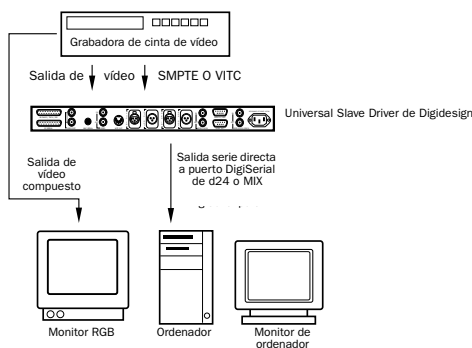 Grabadora de cinta de vídeo
Salida de vídeo
SMPTE O VITC
Universal Slave Driver de Digidesign
Salida de
vídeo
compuesto
Salida serie directa
a puerto DigiSerial
de d24 o MIX
Monitor RGB
Ordenador
Monitor de
ordenador